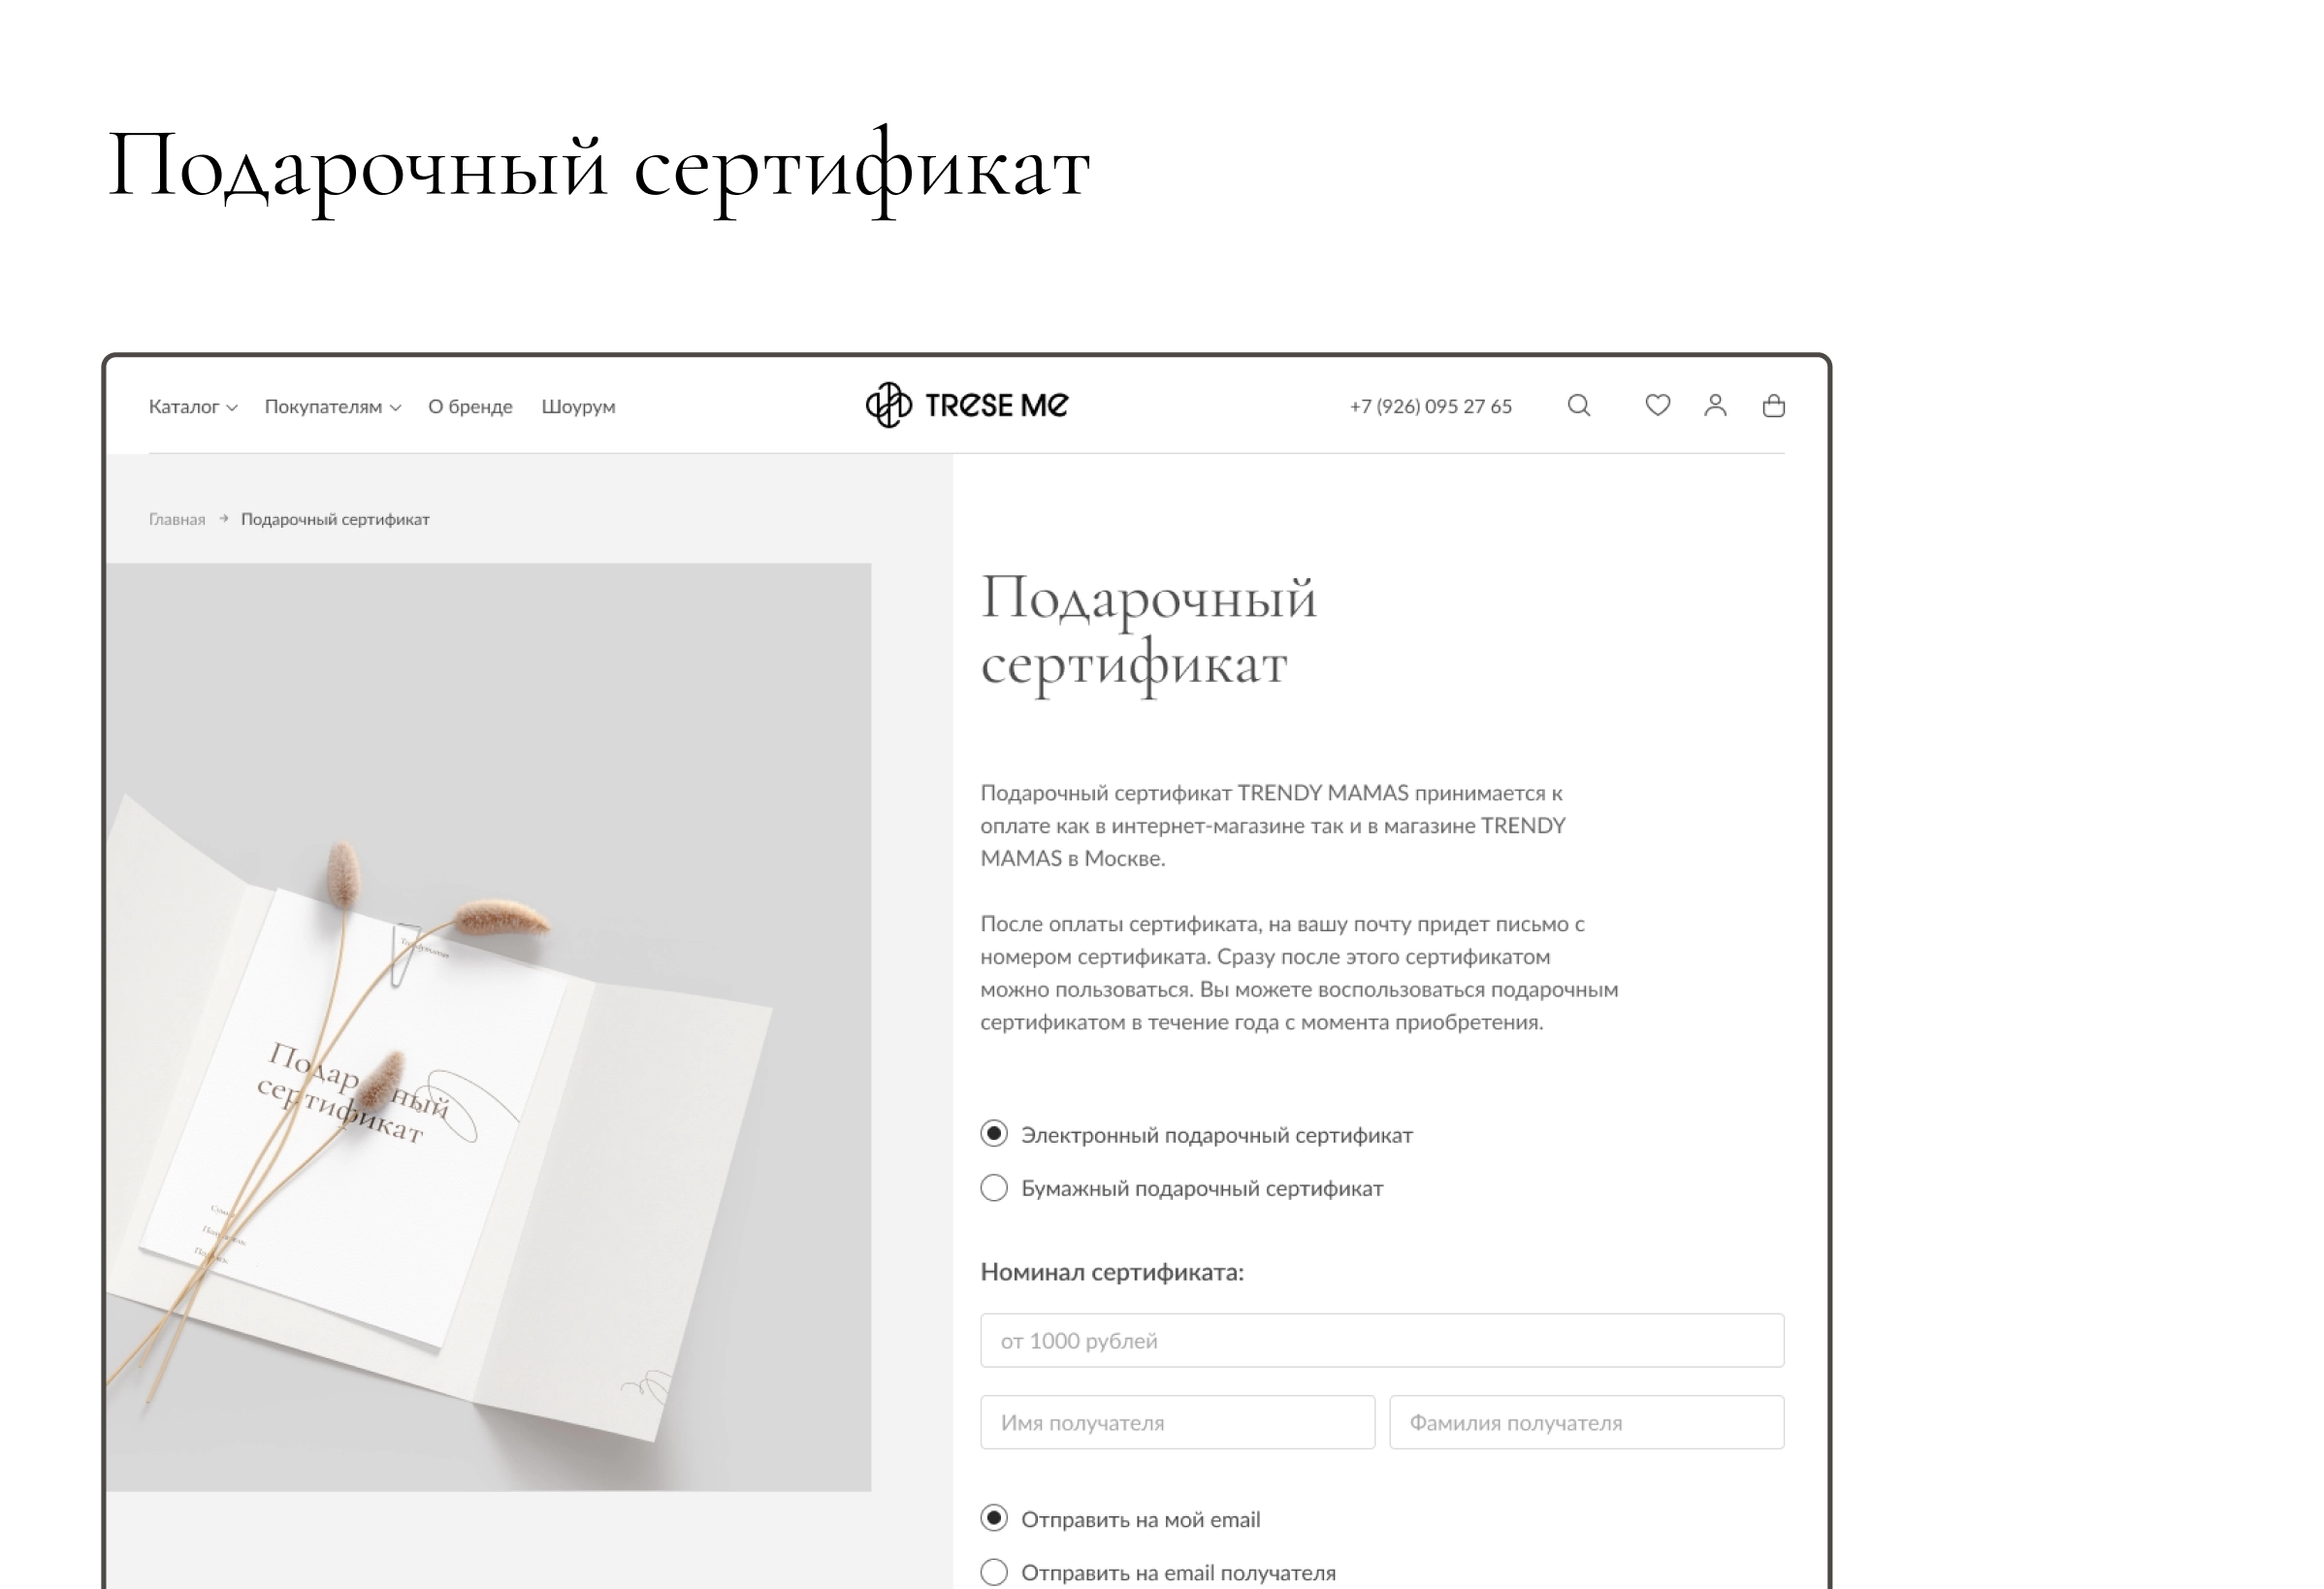 Подарочный сертификат
Каталог Покупателям О бренде Шоурум TRESE ME +7 (926) 095 27 65
Главная → Подарочный сертификат
Подарочный
сертификат
Подарочный сертификат TRENDY MAMAS принимается к
оплате как в интернет-магазине так и в магазине TRENDY
MAMAS в Москве.
После оплаты сертификата, на вашу почту придет письмо с
номером сертификата. Сразу после этого сертификатом
можно пользоваться. Вы можете воспользоваться подарочным
сертификатом в течение года с момента приобретения.
Электронный подарочный сертификат
Бумажный подарочный сертификат
Номинал сертификата:
от 1000 рублей
Имя получателя Фамилия получателя
Отправить на мой email
Отправить на email получателя
сертификат